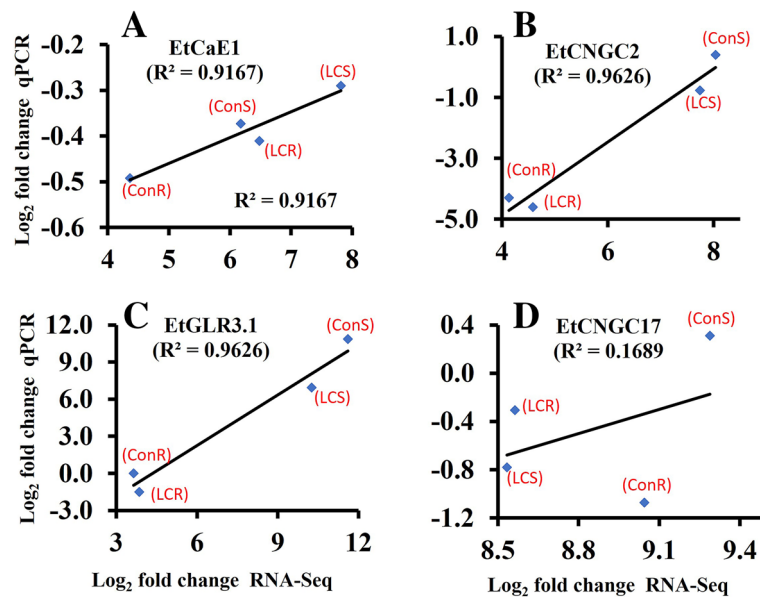 A
EtCaE1
(R² = 0.9167)
Log₂ fold change qPCR
-0.2
-0.3
-0.4
-0.5
-0.6
(LCS)
(ConS)
(LCR)
(ConR)
R² = 0.9167
4
5
6
7
8
B
EtCNGC2
(R² = 0.9626)
1.0
-1.0
-3.0
-5.0
(ConS)
(LCS)
(ConR)
(LCR)
4
6
8
C
EtGLR3.1
(R² = 0.9626)
Log₂ fold change qPCR
12.0
9.0
6.0
3.0
0.0
-3.0
(ConS)
(LCS)
(ConR)
(LCR)
3
6
9
12
Log₂ fold change RNA-Seq
D
EtCNGC17
(R² = 0.1689
0.4
0.0
-0.4
-0.8
-1.2
(ConS)
(LCR)
(LCS)
(ConR)
8.5
8.8
9.1
9.4
Log₂ fold change RNA-Seq